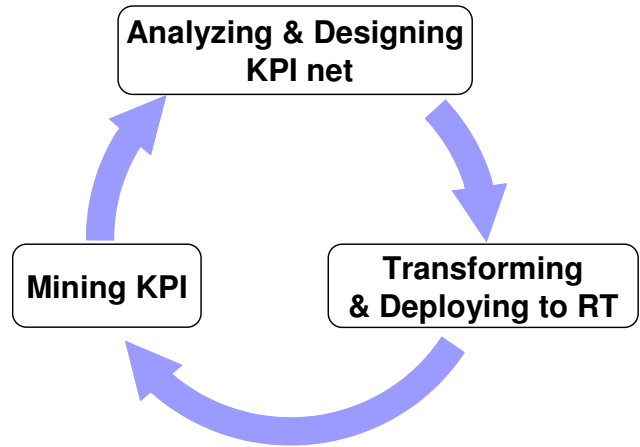 Analyzing & Designing
KPI net
Transforming
& Deploying to RT
Mining KPI